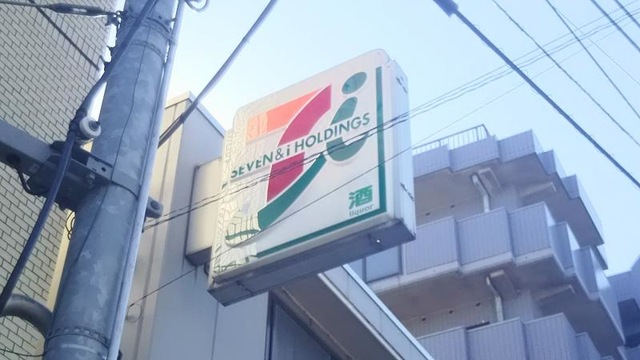 SEVEN & i HOLDINGS
酒
liquor